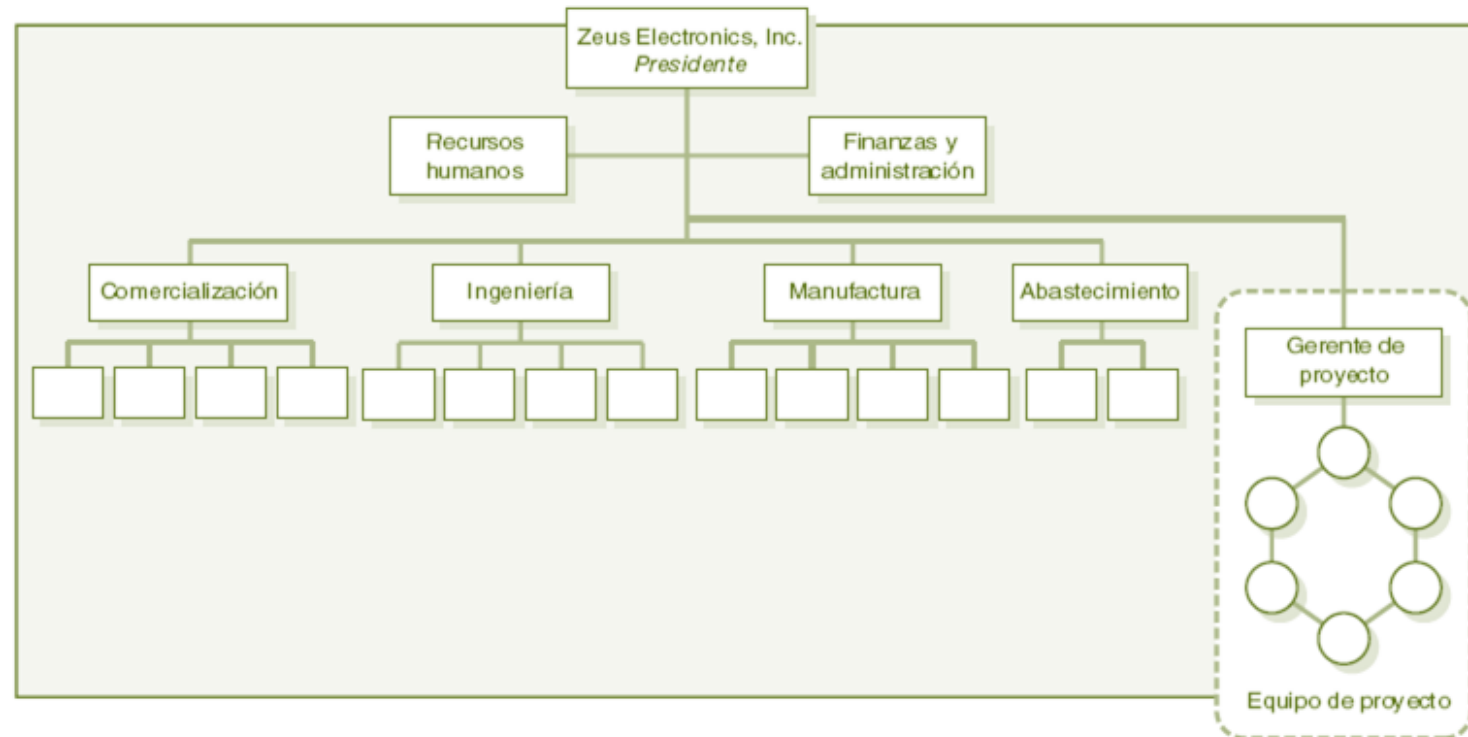 Zeus Electronics, Inc.
Presidente
Recursos
humanos
Finanzas y
administración
Comercialización
Ingeniería
Manufactura
Abastecimiento
Gerente de
proyecto
Equipo de proyecto